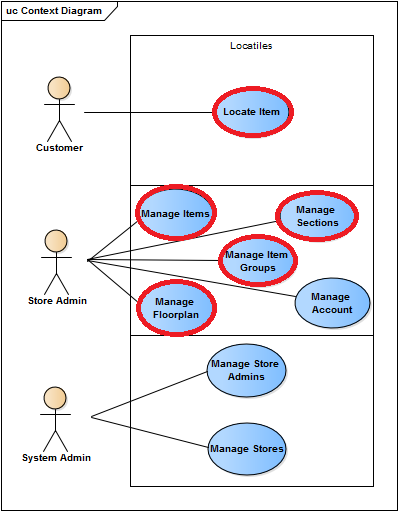 uc Context Diagram
Locatiles
Locate Item
Customer
Manage Items
Manage
Sections
Manage Item
Groups
Store Admin
Manage
Floorplan
Manage
Account
Manage Store
Admins
System Admin
Manage Stores